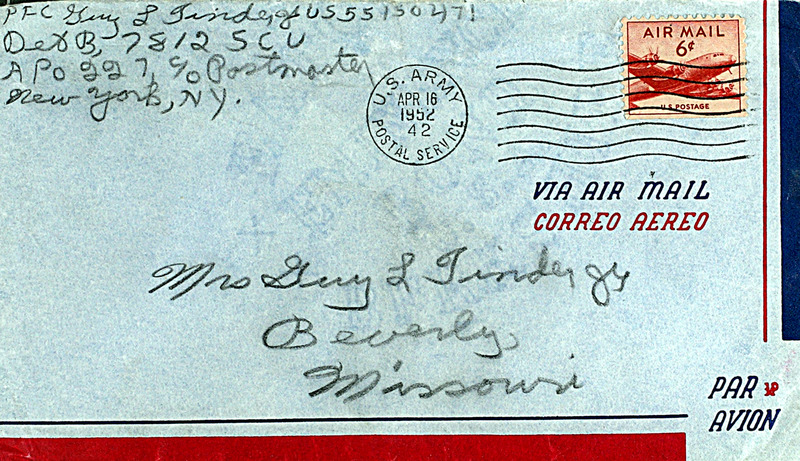 PFC Guy L Tinder Jr US55150471
Det B, 7812 SCU
APO 227, c/o Postmaster
New York, NY.
U.S. ARMY
APR 16
1952
42
POSTAL SERVICE
AIR MAIL
6¢
U.S. POSTAGE
VIA AIR MAIL
CORREO AEREO
Mrs Guy L Tinder Jr
Beverly,
Missouri
PAR
AVION